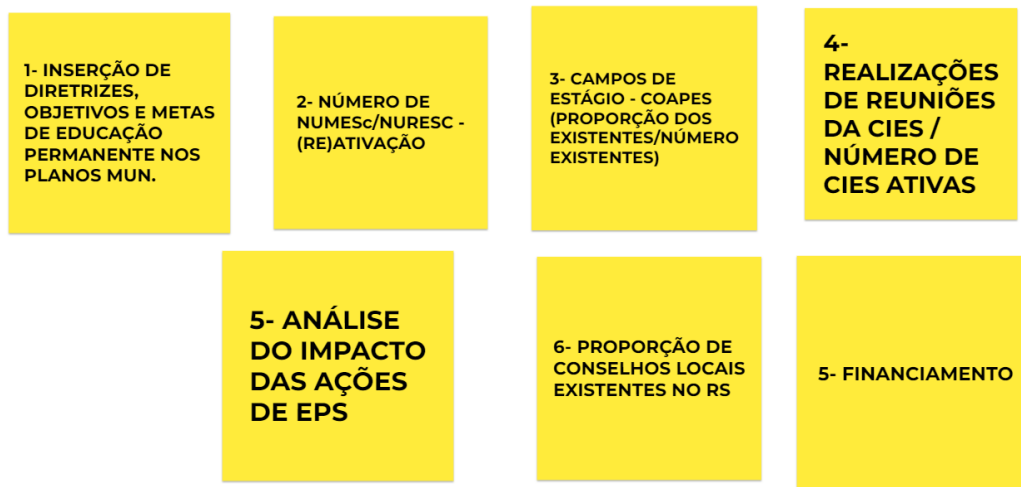 1- INSERÇÃO DE
DIRETRIZES,
OBJETIVOS E METAS
DE EDUCAÇÃO
PERMANENTE NOS
PLANOS MUN.
2- NÚMERO DE
NUMESc/NURESC -
(RE)ATIVAÇÃO
3- CAMPOS DE
ESTÁGIO - COAPES
(PROPORÇÃO DOS
EXISTENTES/NÚMERO
EXISTENTES)
4-
REALIZAÇÕES
DE REUNIÕES
DA CIES /
NÚMERO DE
CIES ATIVAS
5- ANÁLISE
DO IMPACTO
DAS AÇÕES
DE EPS
6- PROPORÇÃO DE
CONSELHOS LOCAIS
EXISTENTES NO RS
5- FINANCIAMENTO